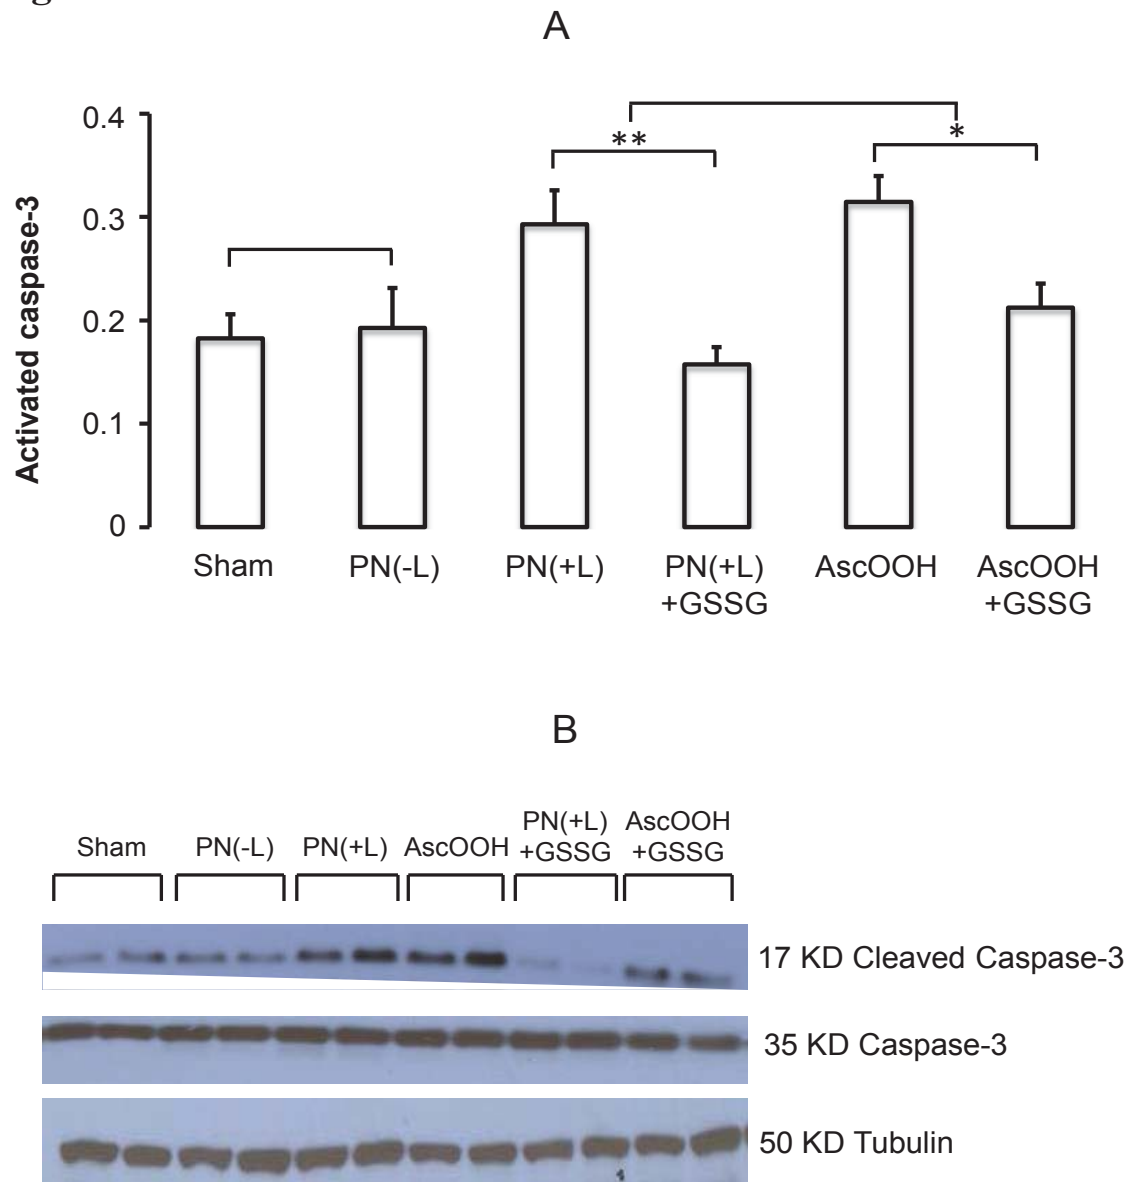 A
Activated caspase-3
0.4
0.3
0.2
0.1
0
**
*
Sham PN(-L) PN(+L) PN(+L) AscOOH AscOOH
+GSSG +GSSG
B
PN(+L) AscOOH
Sham PN(-L) PN(+L) AscOOH +GSSG +GSSG
17 KD Cleaved Caspase-3
35 KD Caspase-3
50 KD Tubulin